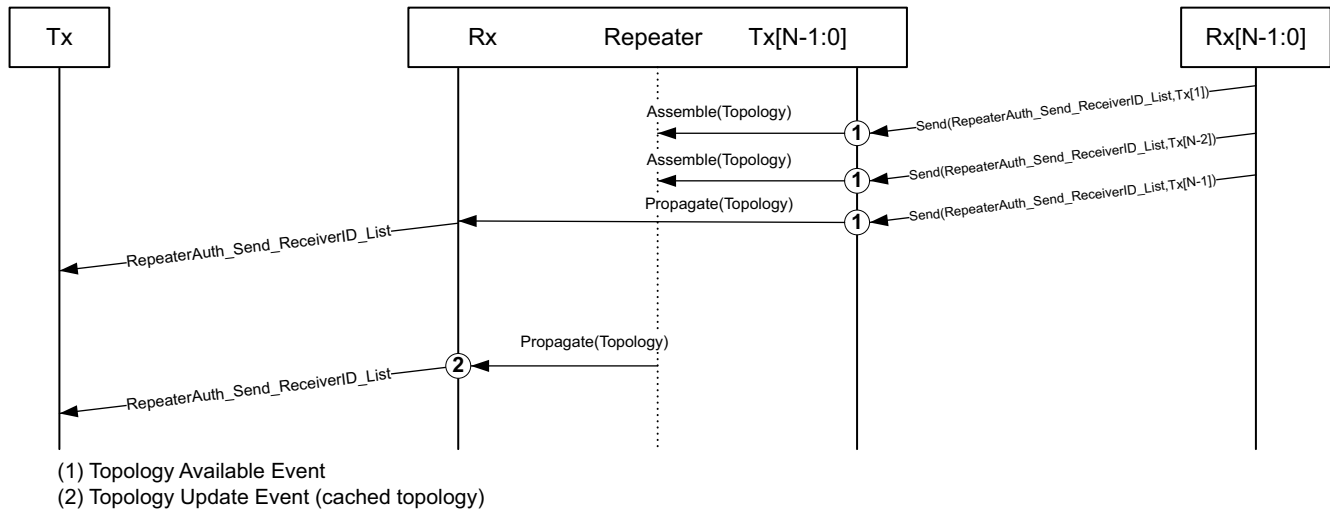 Tx
Rx
Repeater
Tx[N-1:0]
Rx[N-1:0]
Send(RepeaterAuth_Send_ReceiverID_List,Tx[1])
Assemble(Topology)
1
Send(RepeaterAuth_Send_ReceiverID_List,Tx[N-2])
Assemble(Topology)
1
Send(RepeaterAuth_Send_ReceiverID_List,Tx[N-1])
Propagate(Topology)
1
RepeaterAuth_Send_ReceiverID_List
Propagate(Topology)
2
RepeaterAuth_Send_ReceiverID_List
(1) Topology Available Event
(2) Topology Update Event (cached topology)